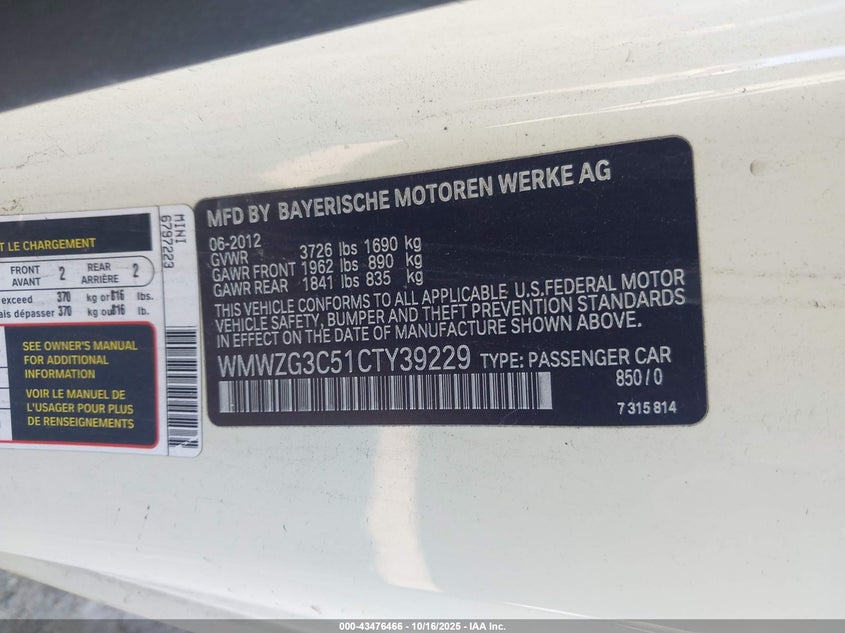 MFD BY BAYERISCHE MOTOREN WERKE AG
06-2012
GVWR 3726 lbs 1690 kg
GAWR FRONT 1962 lbs 890 kg
GAWR REAR 1841 lbs 835 kg
THIS VEHICLE CONFORMS TO ALL APPLICABLE U.S.FEDERAL MOTOR
VEHICLE SAFETY, BUMPER AND THEFT PREVENTION STANDARDS
IN EFFECT ON THE DATE OF MANUFACTURE SHOWN ABOVE.
WMWZG3C51CTY39229 TYPE: PASSENGER CAR
850/0
7 315 814
MINI
6797223
T LE CHARGEMENT
FRONT 2 REAR 2
AVANT ARRIÈRE
exceed 370 kg or 816 lbs.
ais dépasser 370 kg ou 816 lb.
SEE OWNER'S MANUAL
FOR ADDITIONAL
INFORMATION
VOIR LE MANUEL DE
L'USAGER POUR PLUS
DE RENSEIGNEMENTS
000-43476466 - 10/16/2025 - IAA Inc.